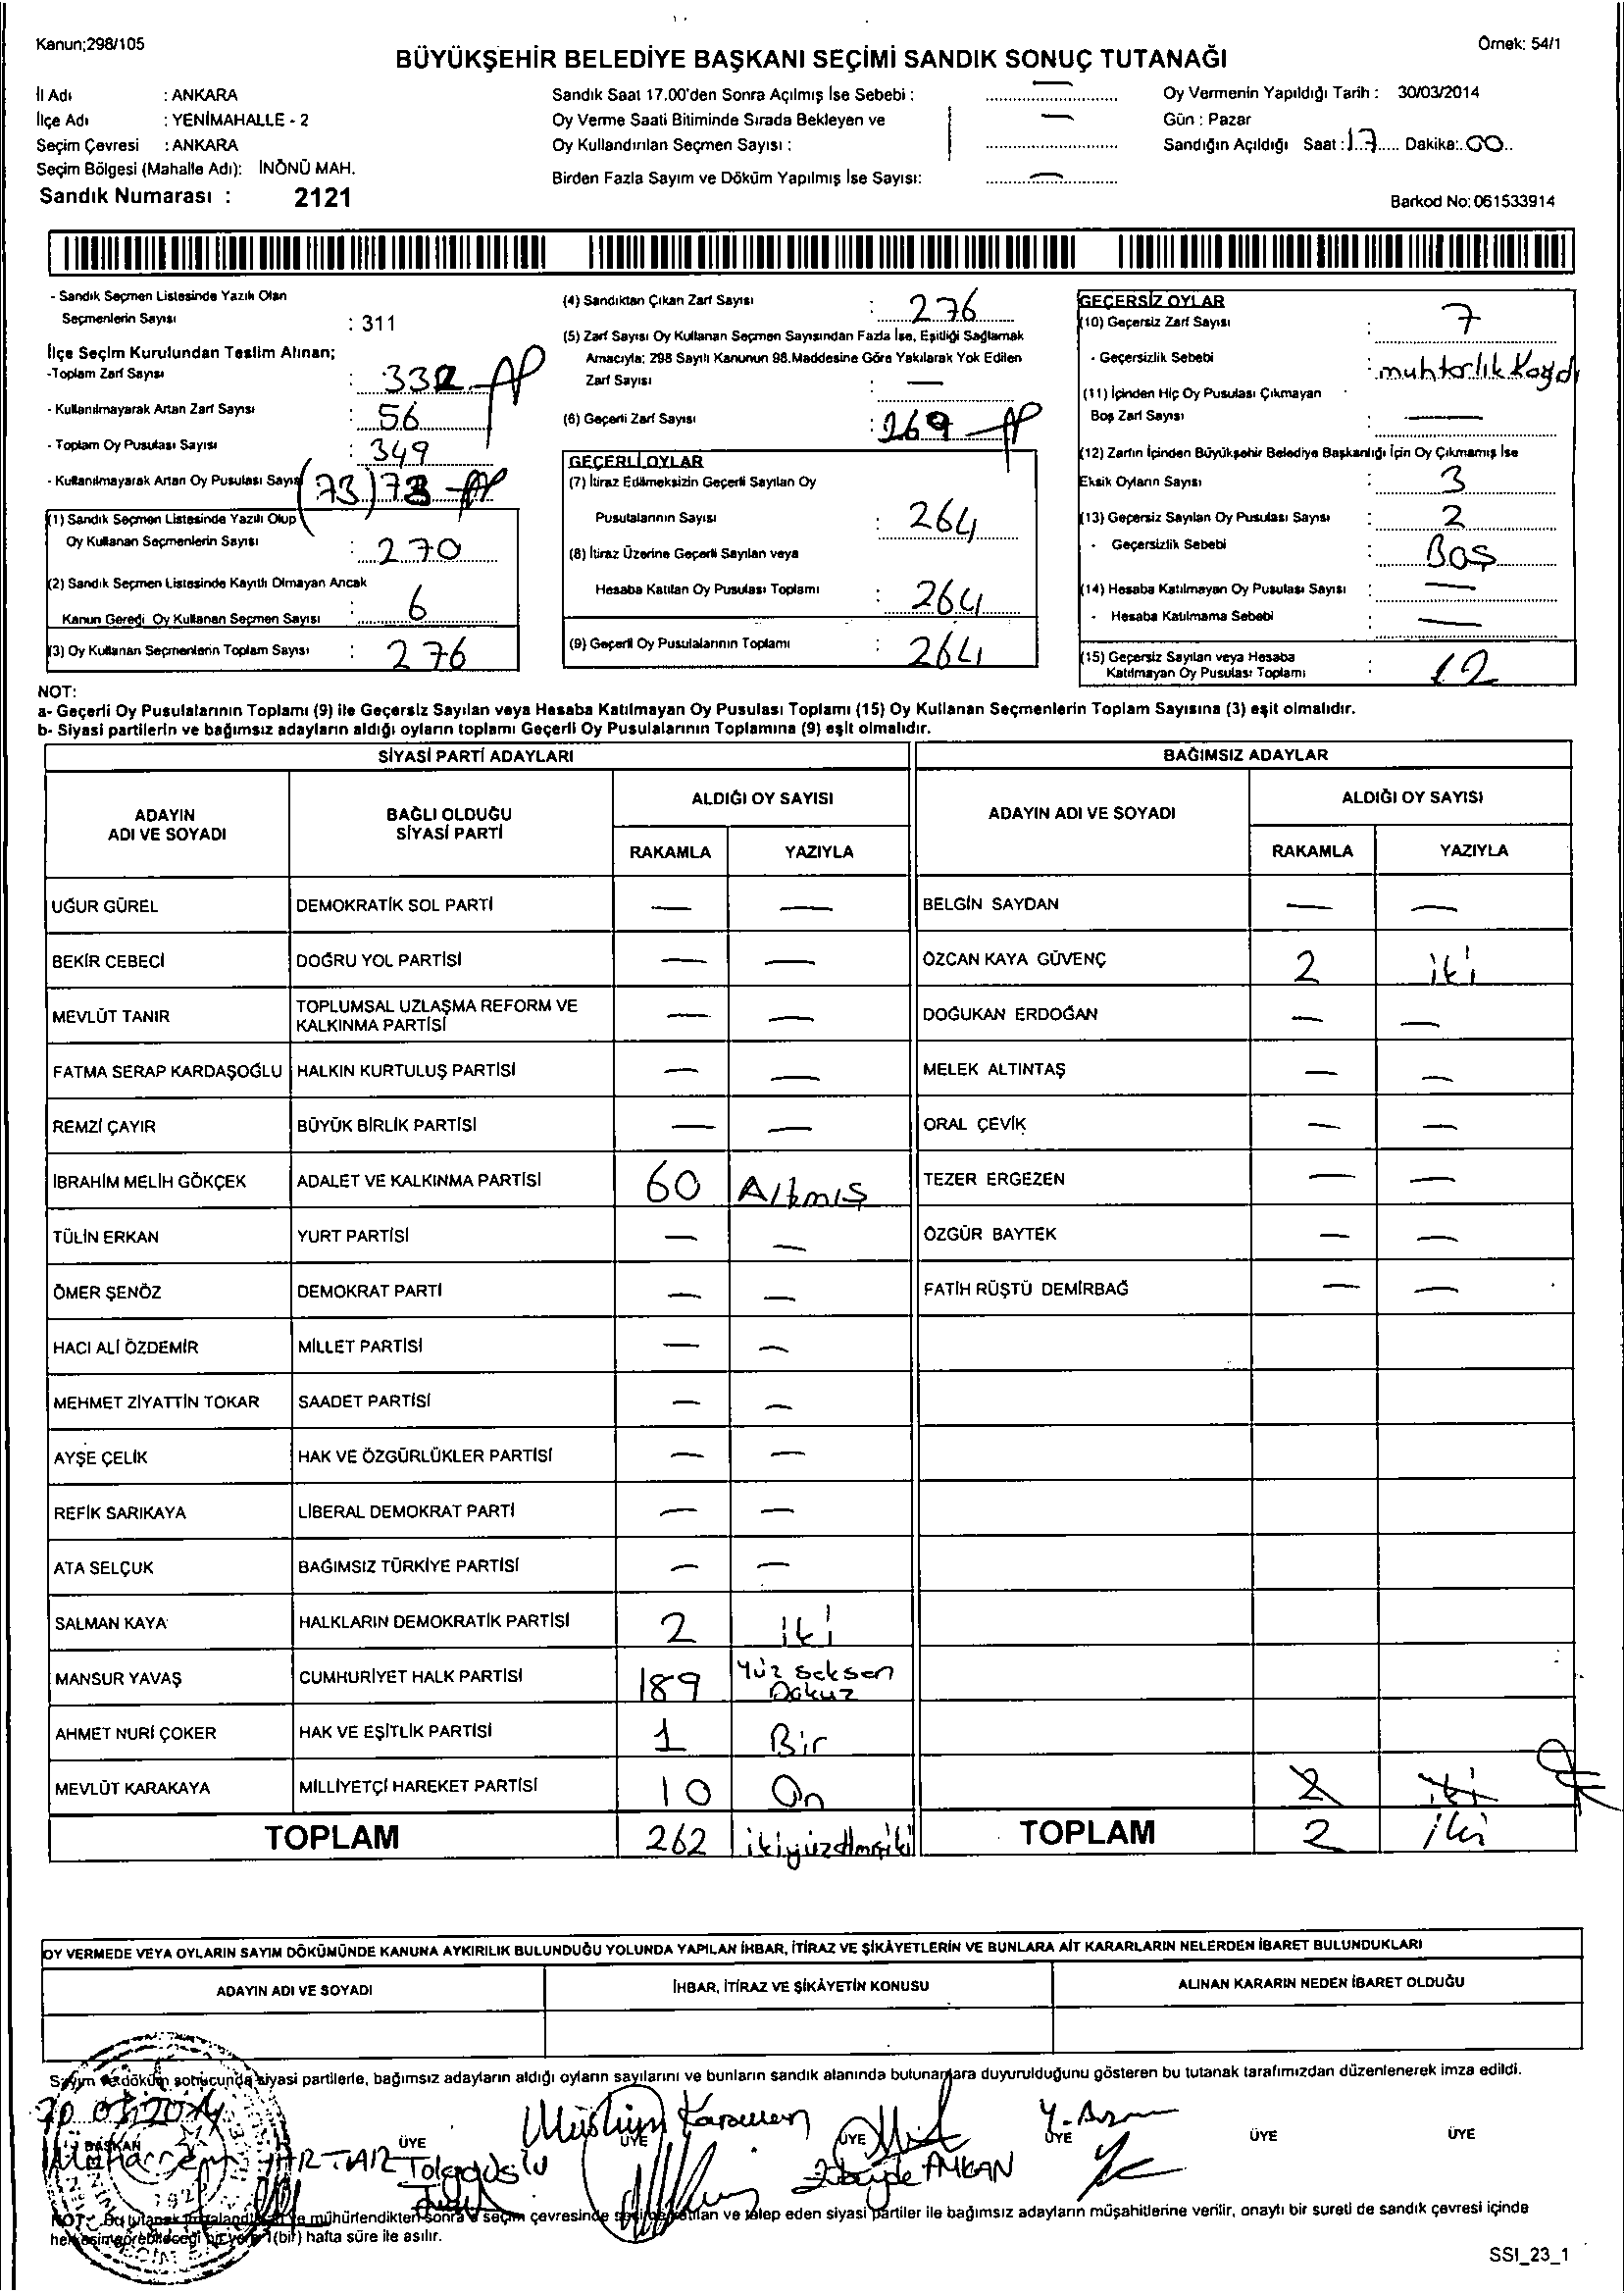 Kanun;298/105
Örnek: 54/1
BÜYÜKŞEHİR BELEDİYE BAŞKANI SEÇİMİ SANDIK SONUÇ TUTANAĞI
İl Adı : ANKARA
İlçe Adı : YENİMAHALLE - 2
Seçim Çevresi : ANKARA
Seçim Bölgesi (Mahalle Adı): İNÖNÜ MAH.
Sandık Numarası : 2121
Sandık Saat 17.00'den Sonra Açılmış İse Sebebi : —
Oy Verme Saati Bitiminde Sırada Bekleyen ve —
Oy Kullandırılan Seçmen Sayısı :
Birden Fazla Sayım ve Döküm Yapılmış İse Sayısı: —
Oy Vermenin Yapıldığı Tarih : 30/03/2014
Gün : Pazar
Sandığın Açıldığı Saat : 17 Dakika: 00
Barkod No: 061533914
- Sandık Seçmen Listesinde Yazılı Olan
Seçmenlerin Sayısı : 311
İlçe Seçim Kurulundan Teslim Alınan;
-Toplam Zarf Sayısı : 332
- Kullanılmayarak Artan Zarf Sayısı : 56
- Toplam Oy Pusulası Sayısı : 349
- Kullanılmayarak Artan Oy Pusulası Sayısı (73) 73
(1) Sandık Seçmen Listesinde Yazılı Olup
Oy Kullanan Seçmenlerin Sayısı : 270
(2) Sandık Seçmen Listesinde Kayıtlı Olmayan Ancak
Kanun Gereği Oy Kullanan Seçmen Sayısı : 6
(3) Oy Kullanan Seçmenlerin Toplam Sayısı : 276
(4) Sandıktan Çıkan Zarf Sayısı : 276
(5) Zarf Sayısı Oy Kullanan Seçmen Sayısından Fazla İse, Eşitliği Sağlamak
Amacıyla; 298 Sayılı Kanunun 98.Maddesine Göre Yakılarak Yok Edilen
Zarf Sayısı : —
(6) Geçerli Zarf Sayısı : 269
GEÇERLİ OYLAR
(7) İtiraz Edilmeksizin Geçerli Sayılan Oy
Pusulalarının Sayısı : 264
(8) İtiraz Üzerine Geçerli Sayılan veya
Hesaba Katılan Oy Pusulası Toplamı : 264
(9) Geçerli Oy Pusulalarının Toplamı : 264
GEÇERSİZ OYLAR
(10) Geçersiz Zarf Sayısı : 7
- Geçersizlik Sebebi : muhtarlık Kaydı
(11) İçinden Hiç Oy Pusulası Çıkmayan
Boş Zarf Sayısı : —
(12) Zarfın İçinden Büyükşehir Belediye Başkanlığı İçin Oy Çıkmamış İse
Eksik Oyların Sayısı : 3
(13) Geçersiz Sayılan Oy Pusulası Sayısı : 2
- Geçersizlik Sebebi : Boş
(14) Hesaba Katılmayan Oy Pusulası Sayısı : —
- Hesaba Katılmama Sebebi : —
(15) Geçersiz Sayılan veya Hesaba
Katılmayan Oy Pusulası Toplamı : 12
NOT:
a- Geçerli Oy Pusulalarının Toplamı (9) ile Geçersiz Sayılan veya Hesaba Katılmayan Oy Pusulası Toplamı (15) Oy Kullanan Seçmenlerin Toplam Sayısına (3) eşit olmalıdır.
b- Siyasi partilerin ve bağımsız adayların aldığı oyların toplamı Geçerli Oy Pusulalarının Toplamına (9) eşit olmalıdır.
SİYASİ PARTİ ADAYLARI
ADAYIN ADI VE SOYADI BAĞLI OLDUĞU SİYASİ PARTİ ALDIĞI OY SAYISI
RAKAMLA YAZIYLA
UĞUR GÜREL DEMOKRATİK SOL PARTİ — —
BEKİR CEBECİ DOĞRU YOL PARTİSİ — —
MEVLÜT TANIR TOPLUMSAL UZLAŞMA REFORM VE KALKINMA PARTİSİ — —
FATMA SERAP KARDAŞOĞLU HALKIN KURTULUŞ PARTİSİ — —
REMZİ ÇAYIR BÜYÜK BİRLİK PARTİSİ — —
İBRAHİM MELİH GÖKÇEK ADALET VE KALKINMA PARTİSİ 60 Altmış
TÜLİN ERKAN YURT PARTİSİ — —
ÖMER ŞENÖZ DEMOKRAT PARTİ — —
HACI ALİ ÖZDEMİR MİLLET PARTİSİ — —
MEHMET ZİYATTİN TOKAR SAADET PARTİSİ — —
AYŞE ÇELİK HAK VE ÖZGÜRLÜKLER PARTİSİ — —
REFİK SARIKAYA LİBERAL DEMOKRAT PARTİ — —
ATA SELÇUK BAĞIMSIZ TÜRKİYE PARTİSİ — —
SALMAN KAYA HALKLARIN DEMOKRATİK PARTİSİ 2 iki
MANSUR YAVAŞ CUMHURİYET HALK PARTİSİ 189 Yüz seksen Dokuz
AHMET NURİ ÇOKER HAK VE EŞİTLİK PARTİSİ 1 Bir
MEVLÜT KARAKAYA MİLLİYETÇİ HAREKET PARTİSİ 10 On
TOPLAM 262 ikiyüzatmışiki
BAĞIMSIZ ADAYLAR
ADAYIN ADI VE SOYADI ALDIĞI OY SAYISI
RAKAMLA YAZIYLA
BELGİN SAYDAN — —
ÖZCAN KAYA GÜVENÇ 2 iki
DOĞUKAN ERDOĞAN — —
MELEK ALTINTAŞ — —
ORAL ÇEVİK — —
TEZER ERGEZEN — —
ÖZGÜR BAYTEK — —
FATİH RÜŞTÜ DEMİRBAĞ — —
2 iki
TOPLAM 2 iki
OY VERMEDE VEYA OYLARIN SAYIM DÖKÜMÜNDE KANUNA AYKIRILIK BULUNDUĞU YOLUNDA YAPILAN İHBAR, İTİRAZ VE ŞİKÂYETLERİN VE BUNLARA AİT KARARLARIN NELERDEN İBARET BULUNDUKLARI
ADAYIN ADI VE SOYADI İHBAR, İTİRAZ VE ŞİKÂYETİN KONUSU ALINAN KARARIN NEDEN İBARET OLDUĞU
Sayım ve döküm sonucunda siyasi partilerle, bağımsız adayların aldığı oyların sayılarını ve bunların sandık alanında bulunanlara duyurulduğunu gösteren bu tutanak tarafımızdan düzenlenerek imza edildi.
30.03.2014
BAŞKAN ÜYE ÜYE ÜYE ÜYE ÜYE ÜYE
Muharrem
NOT: Bu tutanak imzalandıktan ve mühürlendikten sonra seçim çevresinde seçime katılan ve talep eden siyasi partiler ile bağımsız adayların müşahitlerine verilir, onaylı bir sureti de sandık çevresi içinde
herkesin görebileceği bir yere 1(bir) hafta süre ile asılır.
SSI_23_1